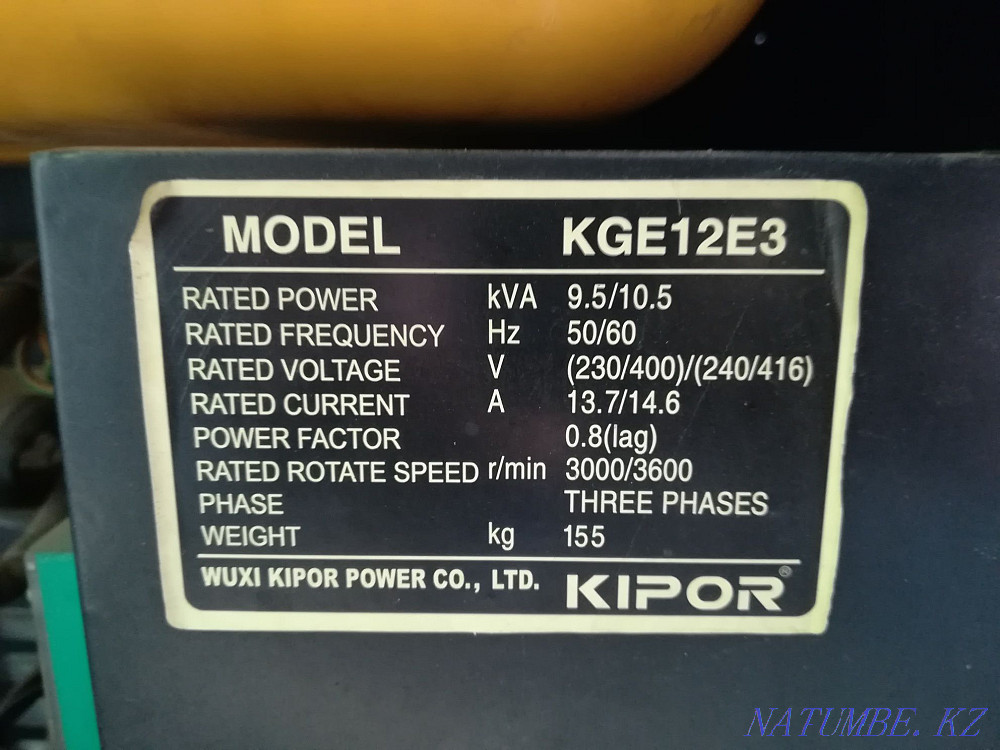 MODEL KGE12E3
RATED POWER kVA 9.5/10.5
RATED FREQUENCY Hz 50/60
RATED VOLTAGE V (230/400)/(240/416)
RATED CURRENT A 13.7/14.6
POWER FACTOR 0.8(lag)
RATED ROTATE SPEED r/min 3000/3600
PHASE THREE PHASES
WEIGHT kg 155
WUXI KIPOR POWER CO., LTD. KIPOR®
NATUMBE.KZ